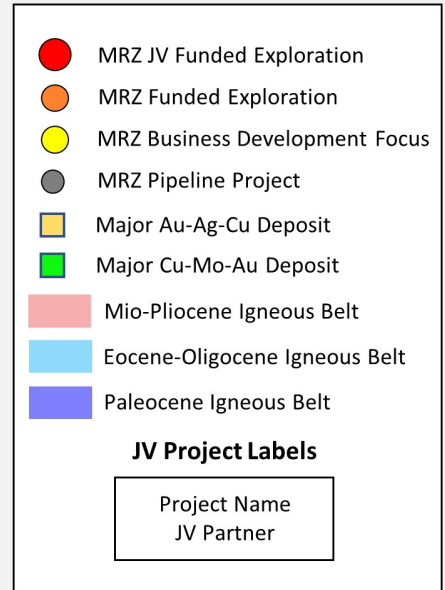 MRZ JV Funded Exploration
MRZ Funded Exploration
MRZ Business Development Focus
MRZ Pipeline Project
Major Au-Ag-Cu Deposit
Major Cu-Mo-Au Deposit
Mio-Pliocene Igneous Belt
Eocene-Oligocene Igneous Belt
Paleocene Igneous Belt
JV Project Labels
Project Name
JV Partner